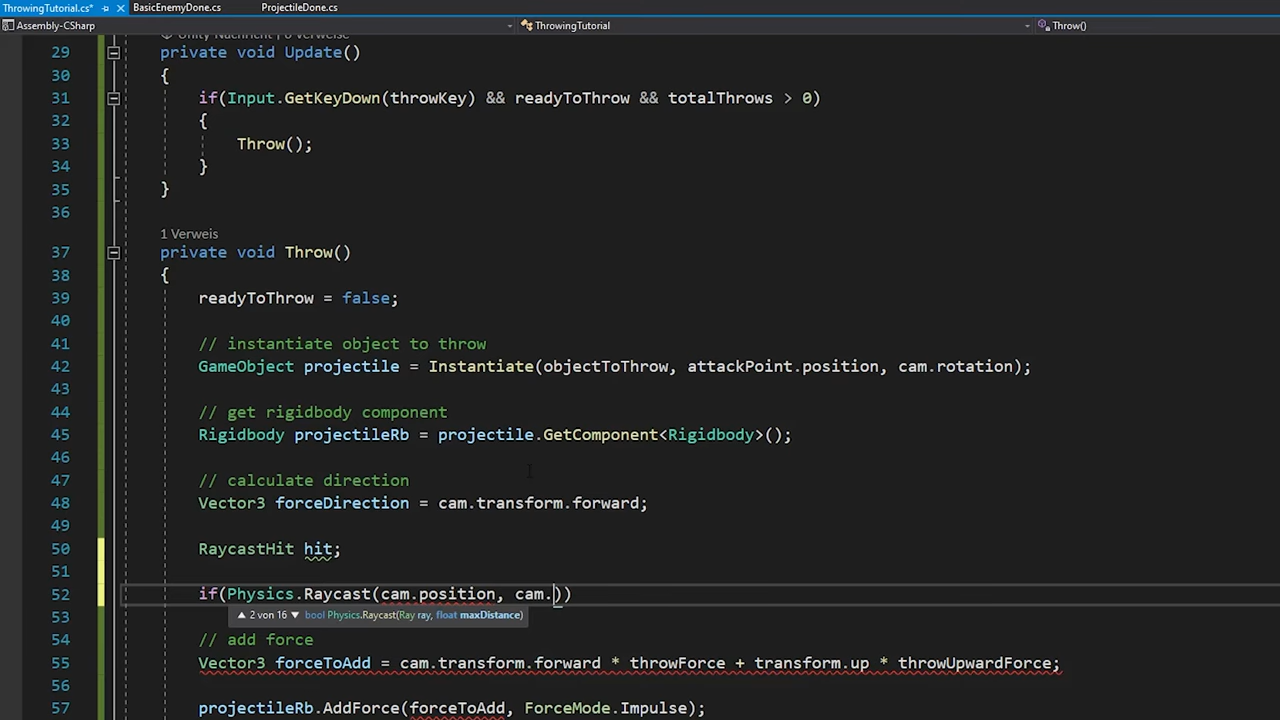 ThrowingTutorial.cs* BasicEnemyDone.cs ProjectileDone.cs
Assembly-CSharp ThrowingTutorial Throw()
Unity Nachricht | 0 Verweise
29 private void Update()
30 {
31 if(Input.GetKeyDown(throwKey) && readyToThrow && totalThrows > 0)
32 {
33 Throw();
34 }
35 }
36
1 Verweis
37 private void Throw()
38 {
39 readyToThrow = false;
40
41 // instantiate object to throw
42 GameObject projectile = Instantiate(objectToThrow, attackPoint.position, cam.rotation);
43
44 // get rigidbody component
45 Rigidbody projectileRb = projectile.GetComponent<Rigidbody>();
46
47 // calculate direction
48 Vector3 forceDirection = cam.transform.forward;
49
50 RaycastHit hit;
51
52 if(Physics.Raycast(cam.position, cam.))
53 ▲ 2 von 16 ▼ bool Physics.Raycast(Ray ray, float maxDistance)
54 // add force
55 Vector3 forceToAdd = cam.transform.forward * throwForce + transform.up * throwUpwardForce;
56
57 projectileRb.AddForce(forceToAdd, ForceMode.Impulse);